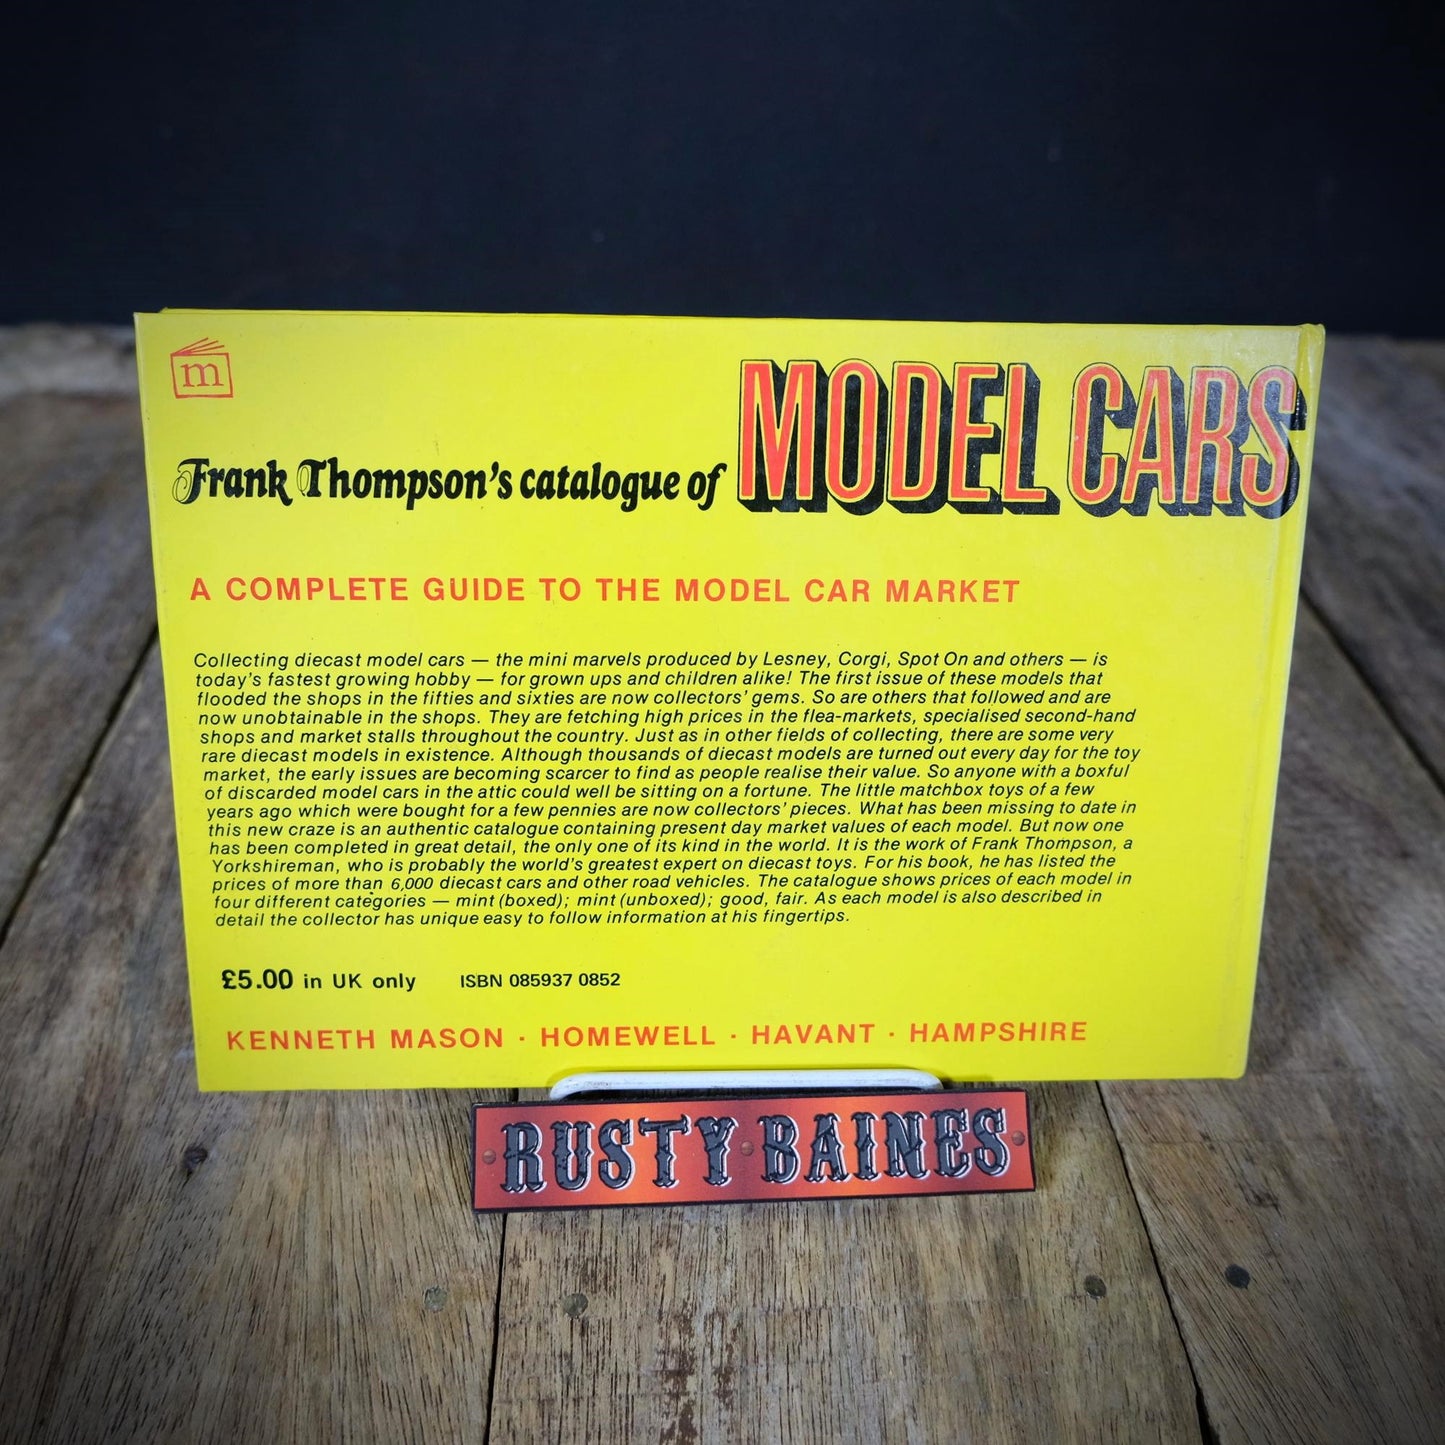 m
Frank Thompson's catalogue of MODEL CARS
A COMPLETE GUIDE TO THE MODEL CAR MARKET
Collecting diecast model cars — the mini marvels produced by Lesney, Corgi, Spot On and others — is
today's fastest growing hobby — for grown ups and children alike! The first issue of these models that
flooded the shops in the fifties and sixties are now collectors' gems. So are others that followed and are
now unobtainable in the shops. They are fetching high prices in the flea-markets, specialised second-hand
shops and market stalls throughout the country. Just as in other fields of collecting, there are some very
rare diecast models in existence. Although thousands of diecast models are turned out every day for the toy
market, the early issues are becoming scarcer to find as people realise their value. So anyone with a boxful
of discarded model cars in the attic could well be sitting on a fortune. The little matchbox toys of a few
years ago which were bought for a few pennies are now collectors' pieces. What has been missing to date in
this new craze is an authentic catalogue containing present day market values of each model. But now one
has been completed in great detail, the only one of its kind in the world. It is the work of Frank Thompson, a
Yorkshireman, who is probably the world's greatest expert on diecast toys. For his book, he has listed the
prices of more than 6,000 diecast cars and other road vehicles. The catalogue shows prices of each model in
four different categories — mint (boxed); mint (unboxed); good, fair. As each model is also described in
detail the collector has unique easy to follow information at his fingertips.
£5.00 in UK only ISBN 085937 0852
KENNETH MASON · HOMEWELL · HAVANT · HAMPSHIRE
RUSTY BAINES